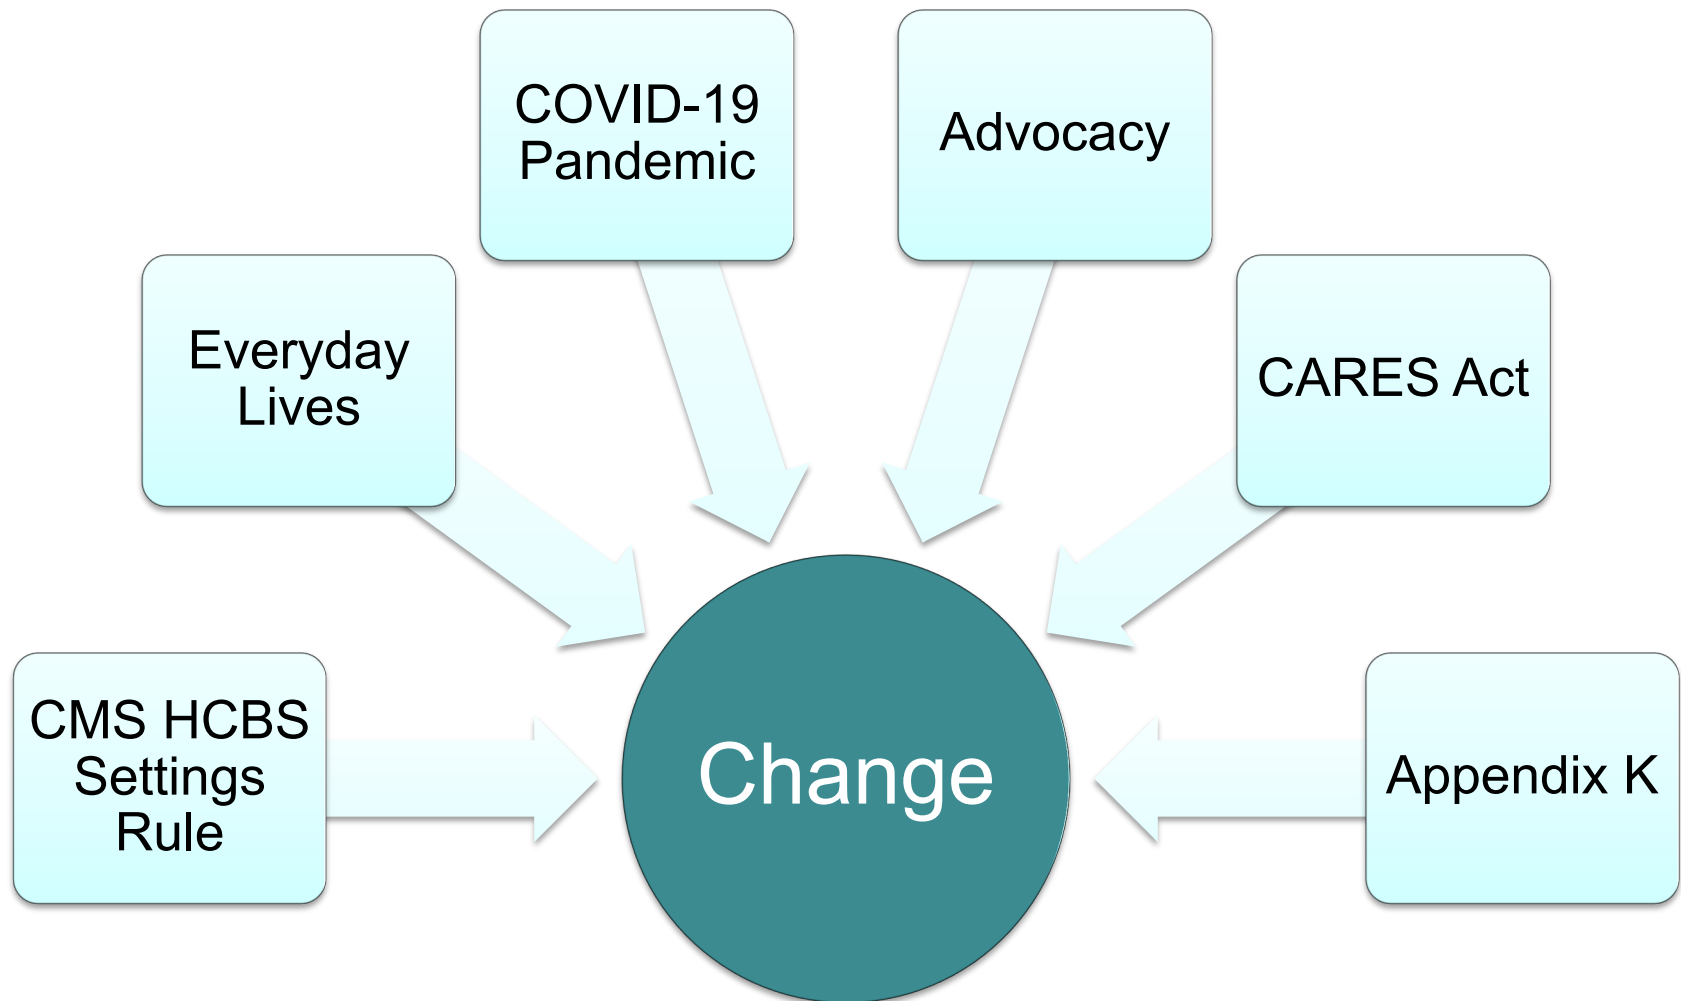 COVID-19
Pandemic
Advocacy
Everyday
Lives
CARES Act
CMS HCBS
Settings
Rule
Change
Appendix K